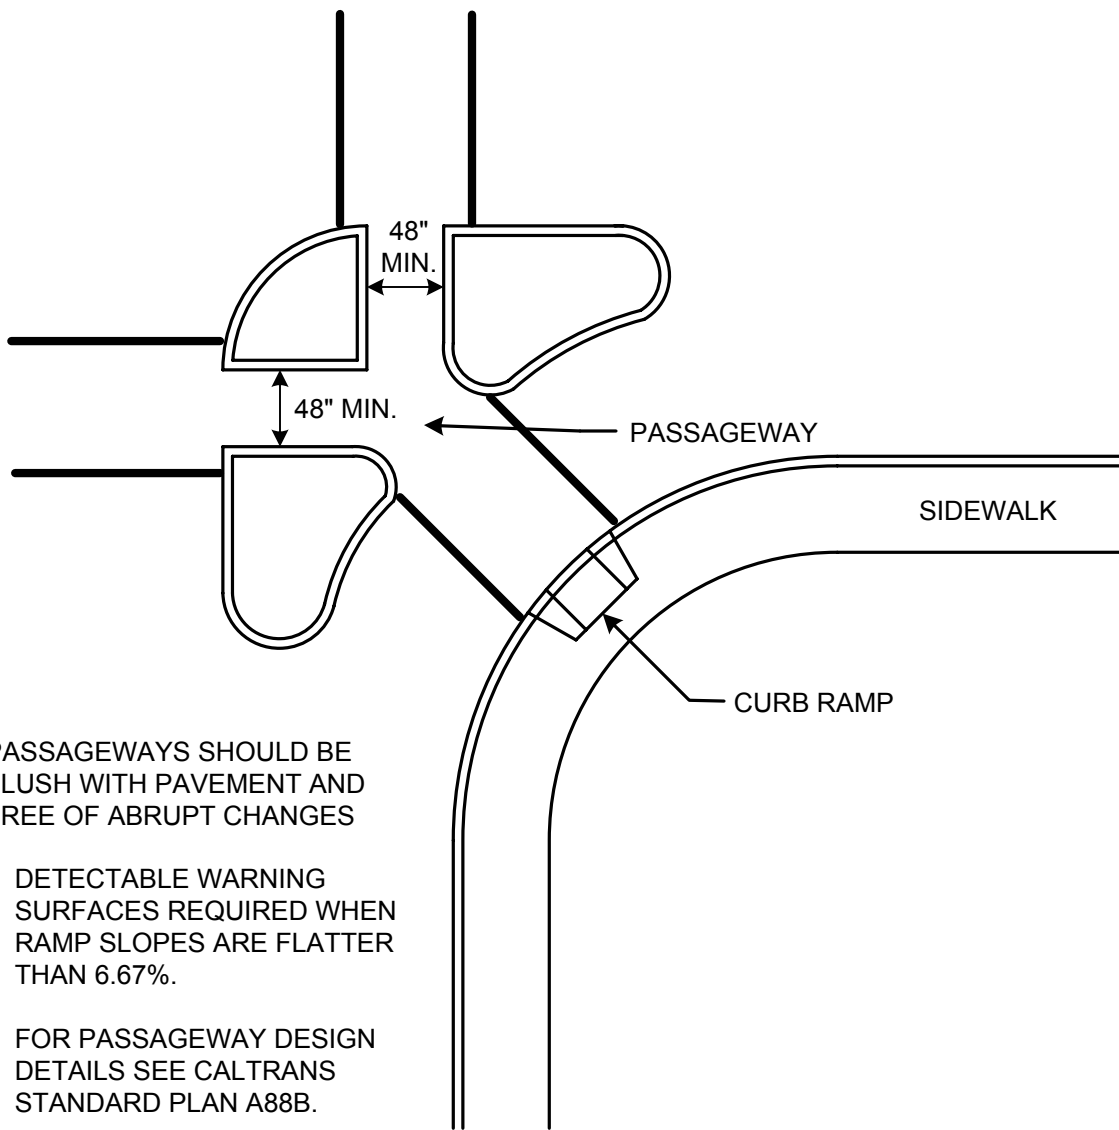 48"
MIN.
48" MIN.
PASSAGEWAY
SIDEWALK
CURB RAMP
PASSAGEWAYS SHOULD BE
LUSH WITH PAVEMENT AND
REE OF ABRUPT CHANGES
DETECTABLE WARNING
SURFACES REQUIRED WHEN
RAMP SLOPES ARE FLATTER
THAN 6.67%.
FOR PASSAGEWAY DESIGN
DETAILS SEE CALTRANS
STANDARD PLAN A88B.